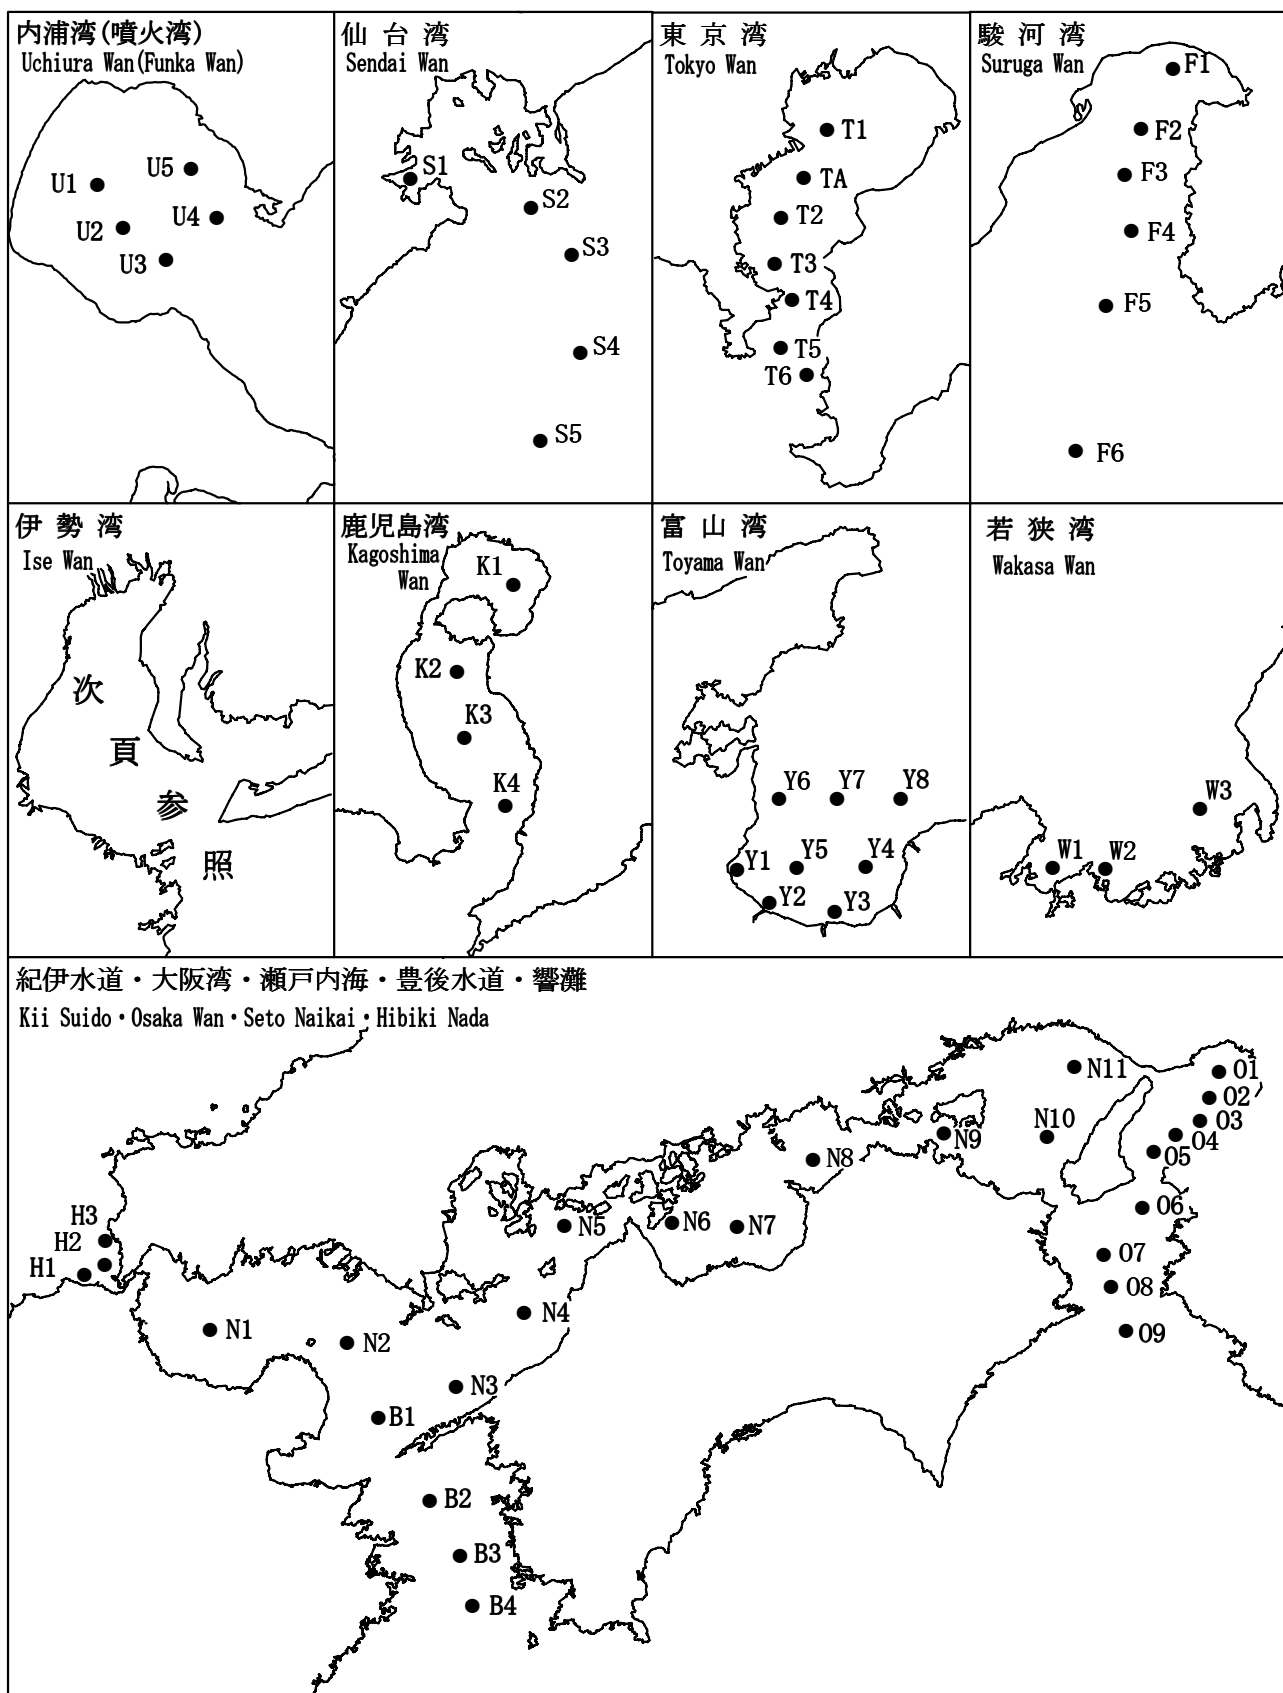 内浦湾(噴火湾)
Uchiura Wan(Funka Wan)
U1
U5
U2
U4
U3
仙台湾
Sendai Wan
S1
S2
S3
S4
S5
東京湾
Tokyo Wan
T1
TA
T2
T3
T4
T5
T6
駿河湾
Suruga Wan
F1
F2
F3
F4
F5
F6
伊勢湾
Ise Wan
次
頁
参
照
鹿児島湾
Kagoshima
Wan
K1
K2
K3
K4
富山湾
Toyama Wan
Y6
Y7
Y8
Y1
Y5
Y4
Y2
Y3
若狭湾
Wakasa Wan
W3
W1
W2
紀伊水道・大阪湾・瀬戸内海・豊後水道・響灘
Kii Suido・Osaka Wan・Seto Naikai・Hibiki Nada
N11
O1
O2
O3
N10
O4
N9
O5
N8
O6
H3
N5
N6
N7
H2
O7
H1
O8
N4
N1
N2
O9
N3
B1
B2
B3
B4